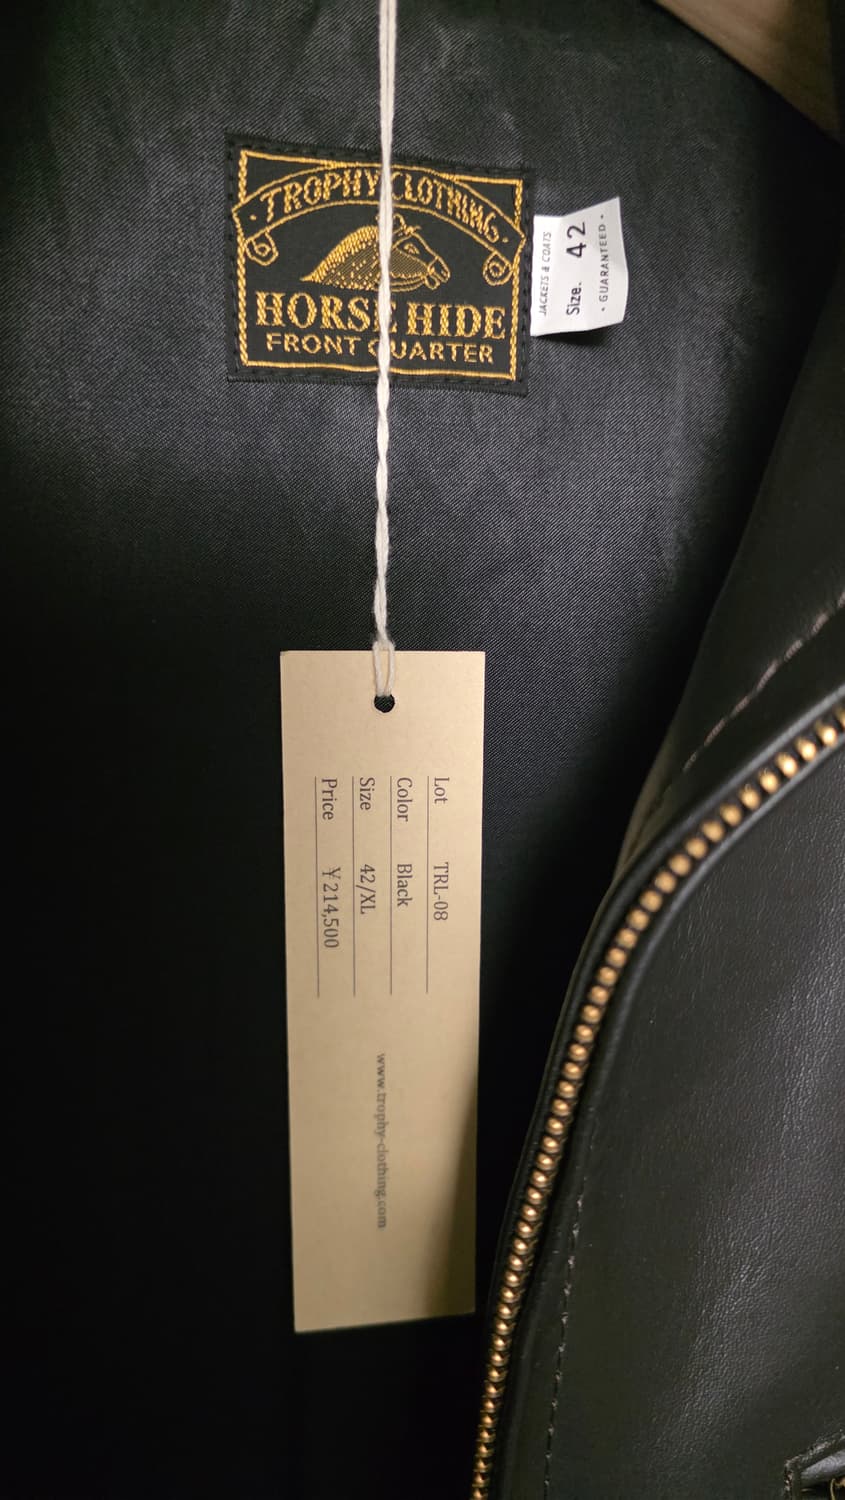 TROPHY CLOTHING
HORSE HIDE
FRONT QUARTER
JACKETS & COATS
Size. 42
· GUARANTEED ·
Lot TRL-08
Color Black
Size 42/XL
Price ¥214,500
www.trophy-clothing.com